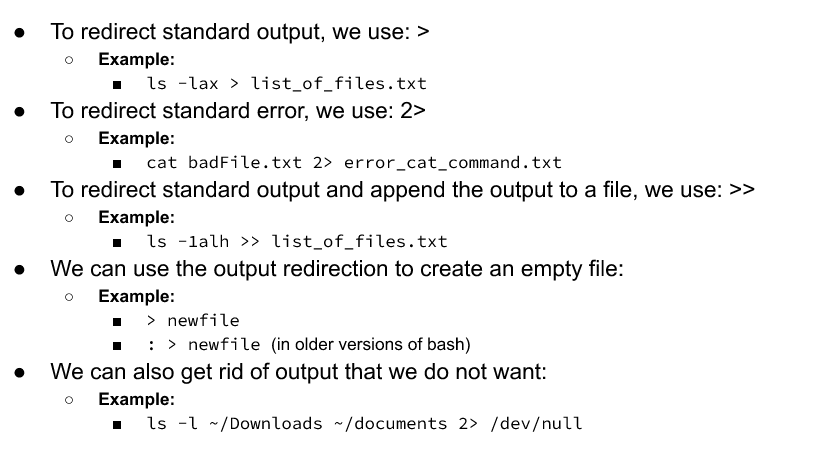 ● To redirect standard output, we use: >
○ Example:
■ ls -lax > list_of_files.txt
● To redirect standard error, we use: 2>
○ Example:
■ cat badFile.txt 2> error_cat_command.txt
● To redirect standard output and append the output to a file, we use: >>
○ Example:
■ ls -1alh >> list_of_files.txt
● We can use the output redirection to create an empty file:
○ Example:
■ > newfile
■ : > newfile (in older versions of bash)
● We can also get rid of output that we do not want:
○ Example:
■ ls -l ~/Downloads ~/documents 2> /dev/null